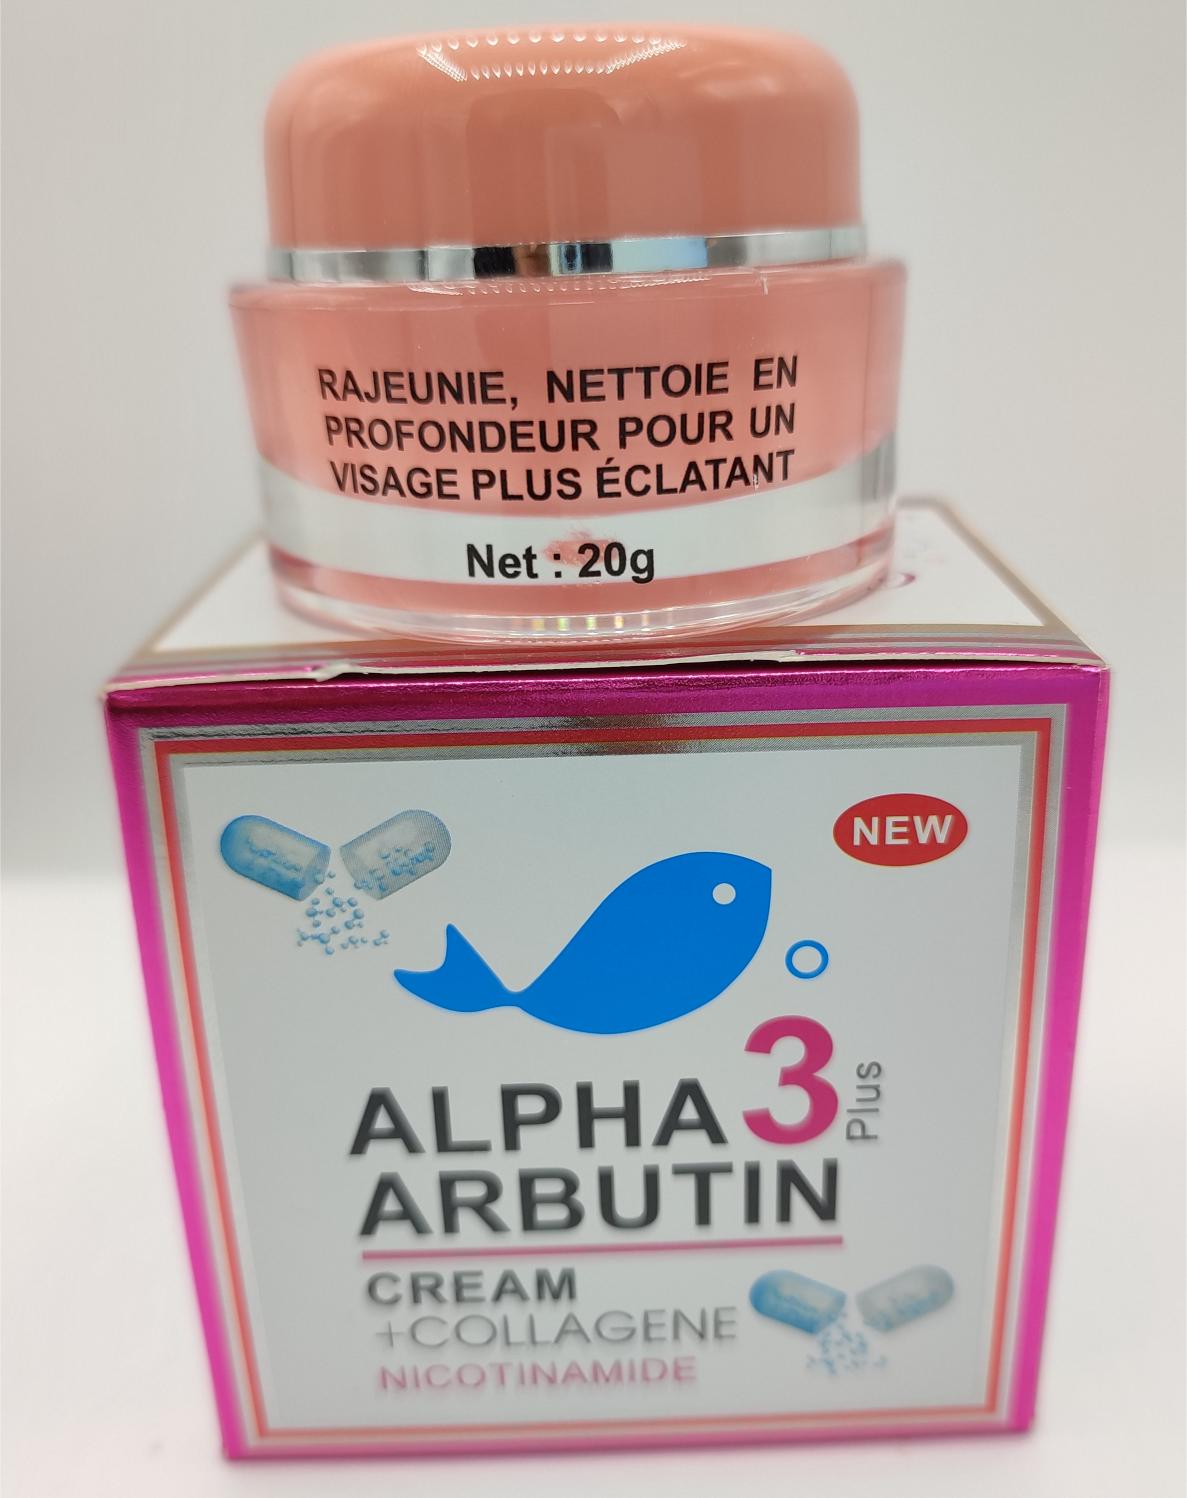 RAJEUNIE, NETTOIE EN
PROFONDEUR POUR UN
VISAGE PLUS ÉCLATANT
Net : 20g
NEW
ALPHA 3 Plus
ARBUTIN
CREAM
+COLLAGENE
NICOTINAMIDE